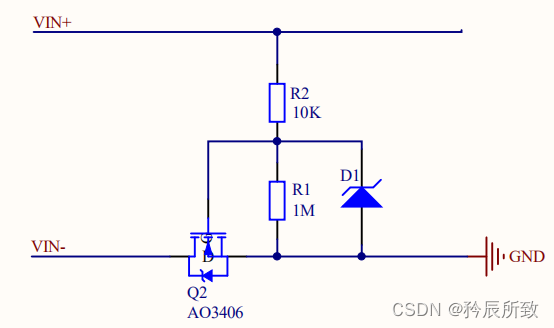 VIN+
R2
10K
D1
R1
1M
VIN-
G
D
GND
Q2
AO3406
CSDN @矜辰所致